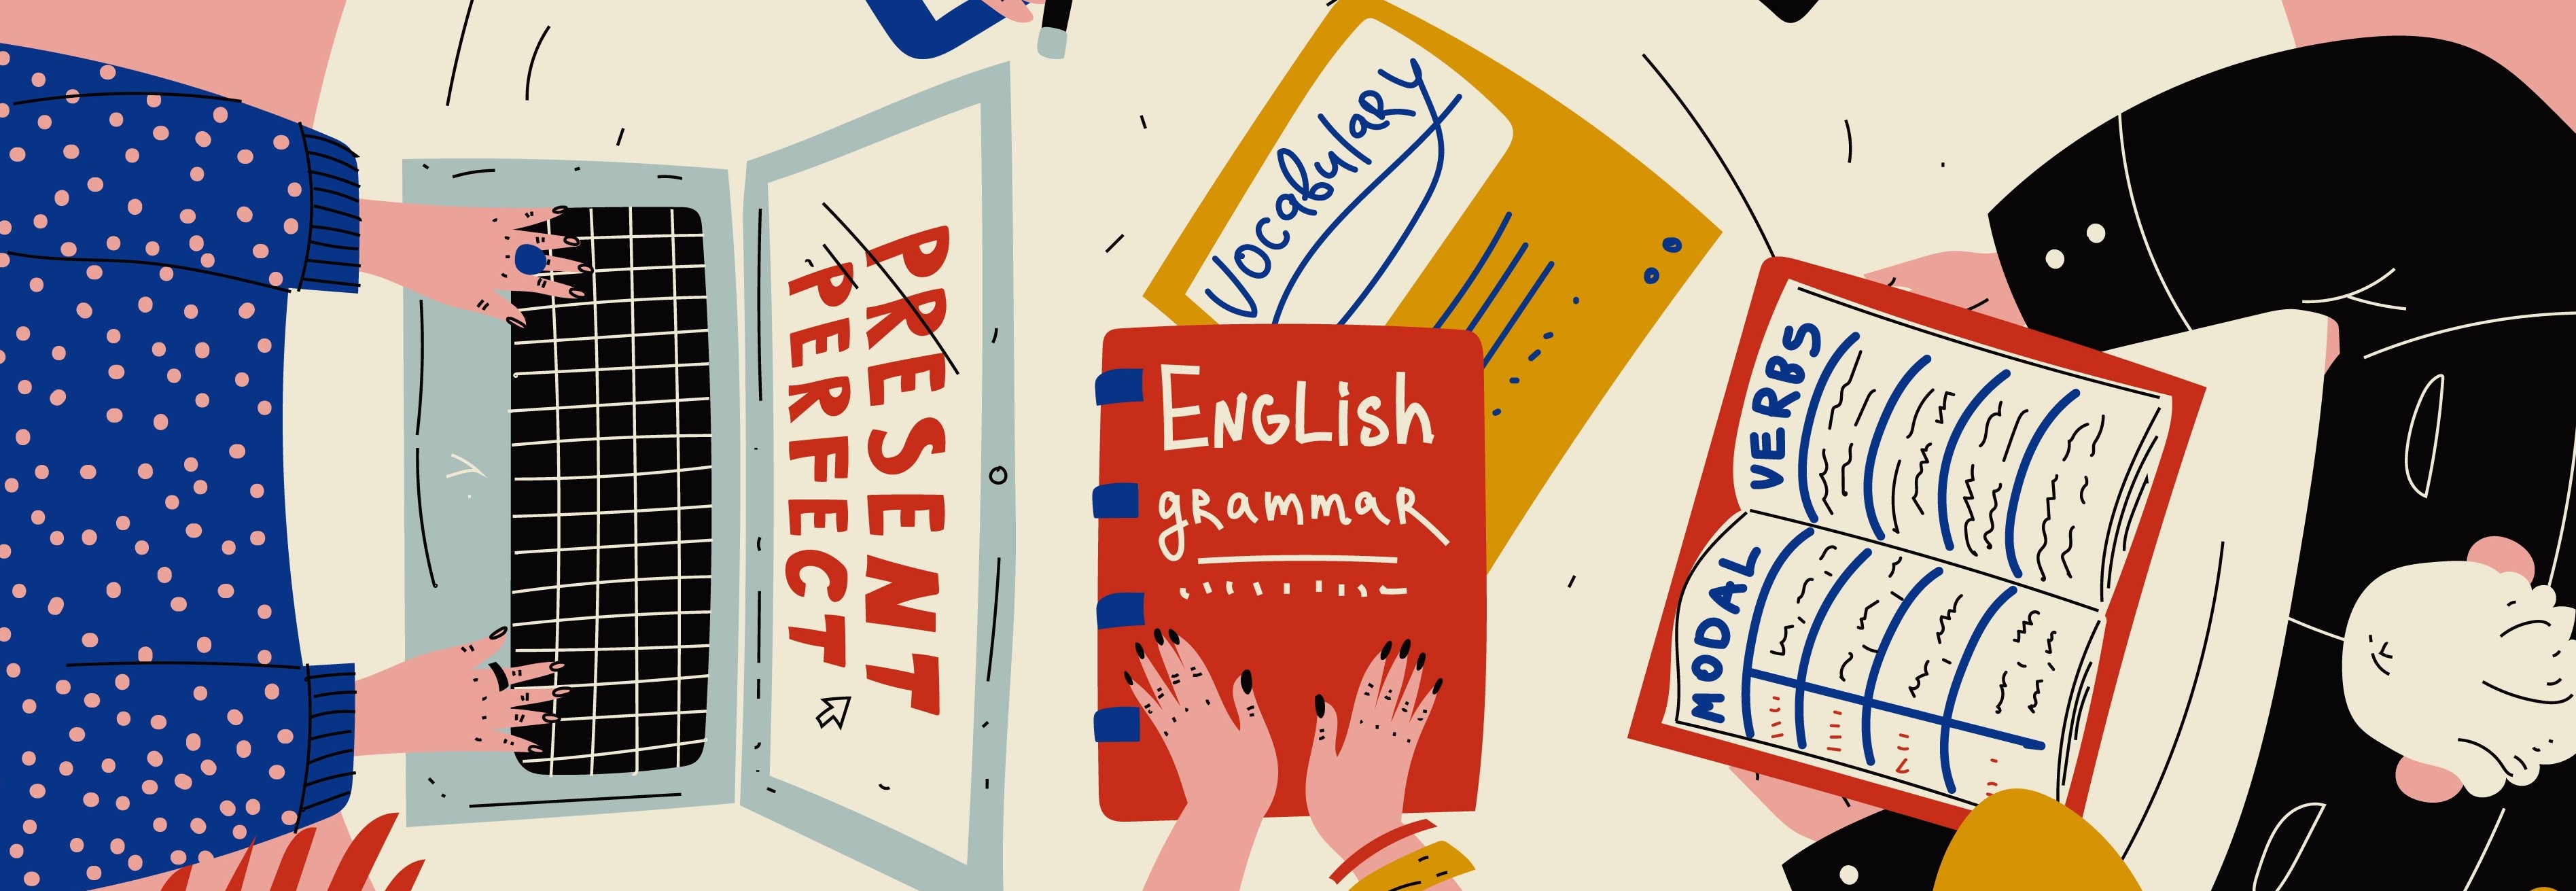 PRESENT
PERFECT
Vocabulary
ENGLish
gRammaR
MODAL VERBS